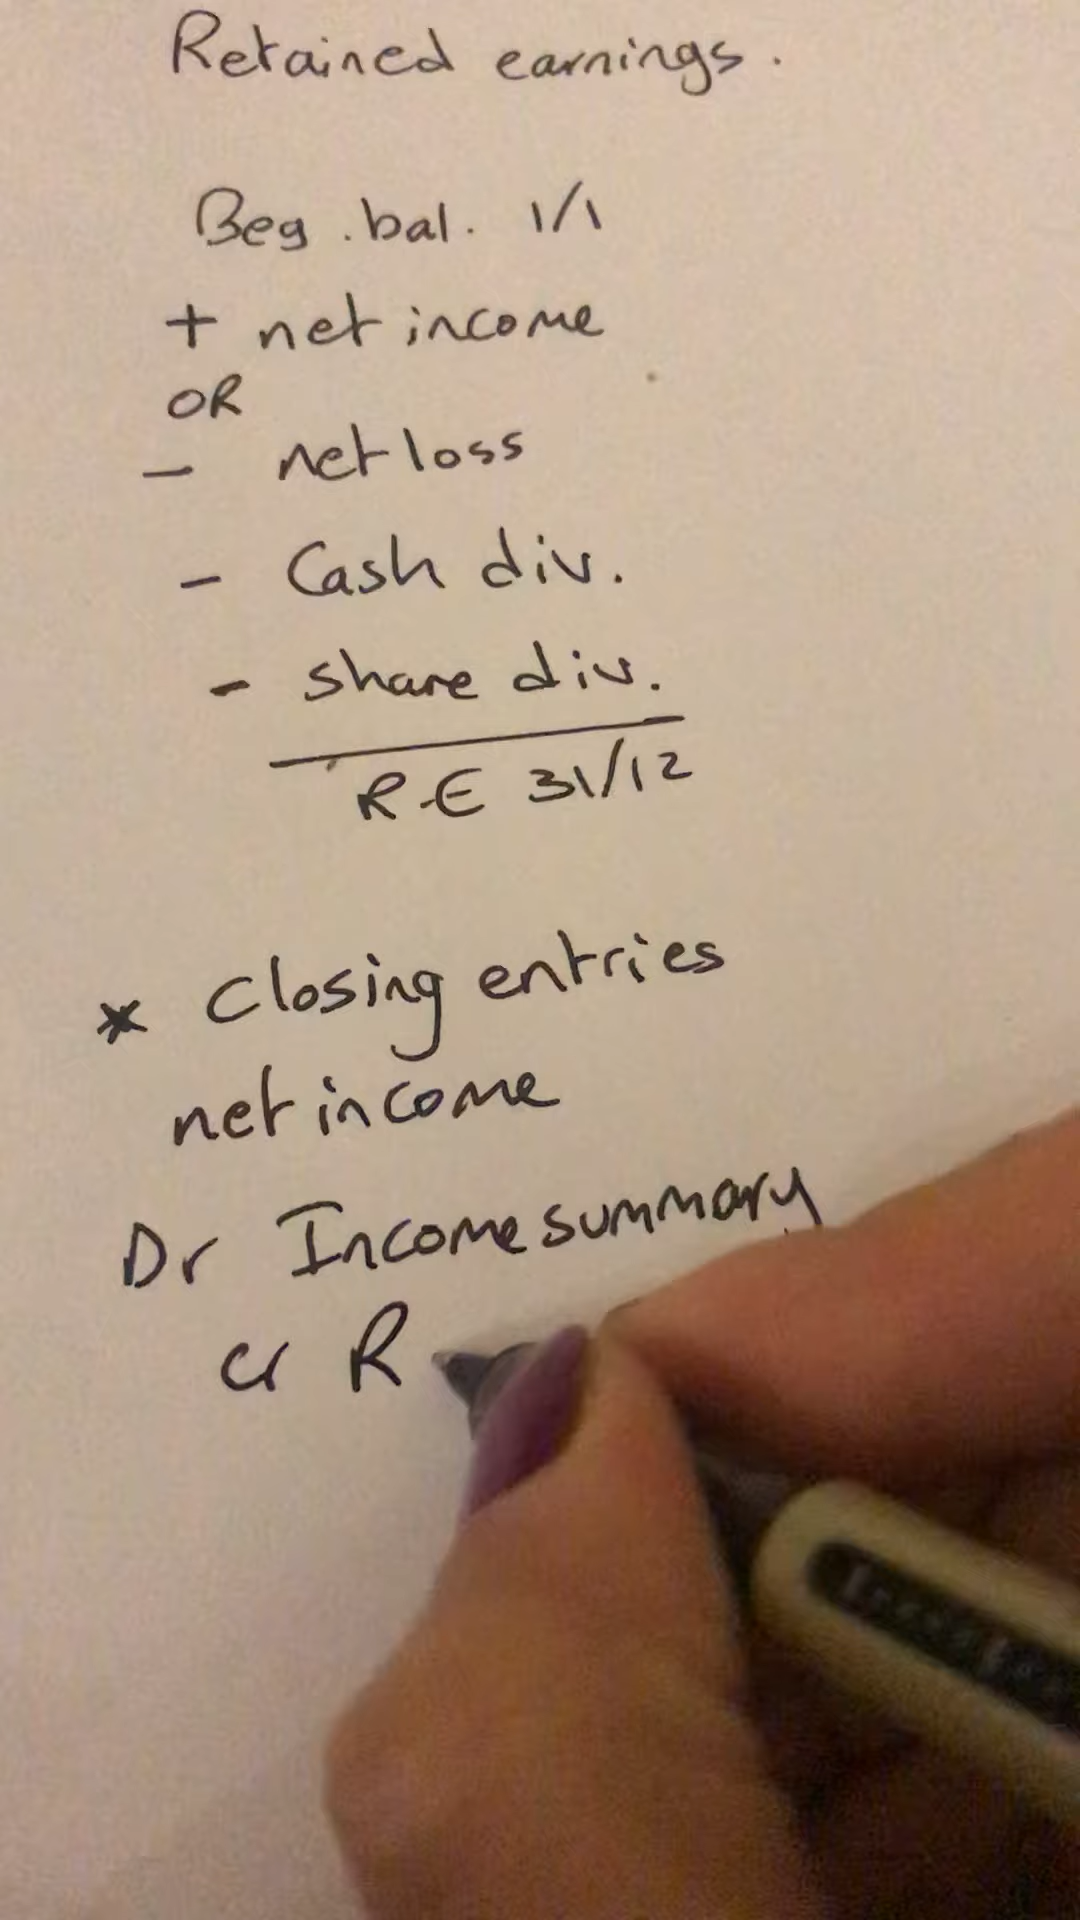 Retained earnings.
Beg. bal. 1/1
+ net income
OR
- net loss
- Cash div.
- share div.
R.E 31/12
* Closing entries
net income
Dr Income summary
cr R